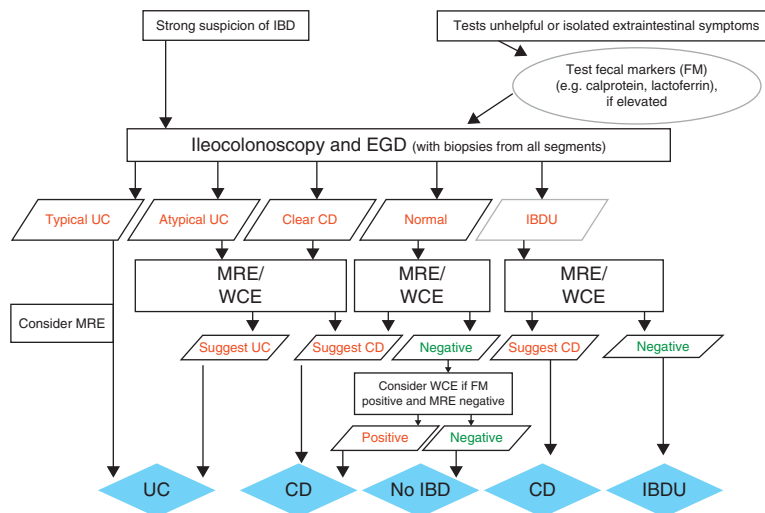 Strong suspicion of IBD
Tests unhelpful or isolated extraintestinal symptoms
Test fecal markers (FM)
(e.g. calprotein, lactoferrin),
if elevated
Ileocolonoscopy and EGD (with biopsies from all segments)
Typical UC
Atypical UC
Clear CD
Normal
IBDU
MRE/
WCE
MRE/
WCE
MRE/
WCE
Consider MRE
Suggest UC
Suggest CD
Negative
Suggest CD
Negative
Consider WCE if FM
positive and MRE negative
Positive
Negative
UC
CD
No IBD
CD
IBDU